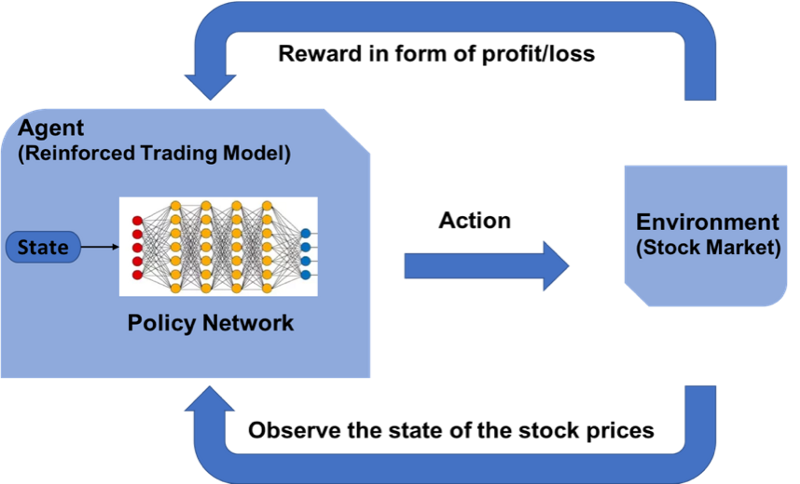 Reward in form of profit/loss
Agent
(Reinforced Trading Model)
State
Policy Network
Action
Environment
(Stock Market)
Observe the state of the stock prices